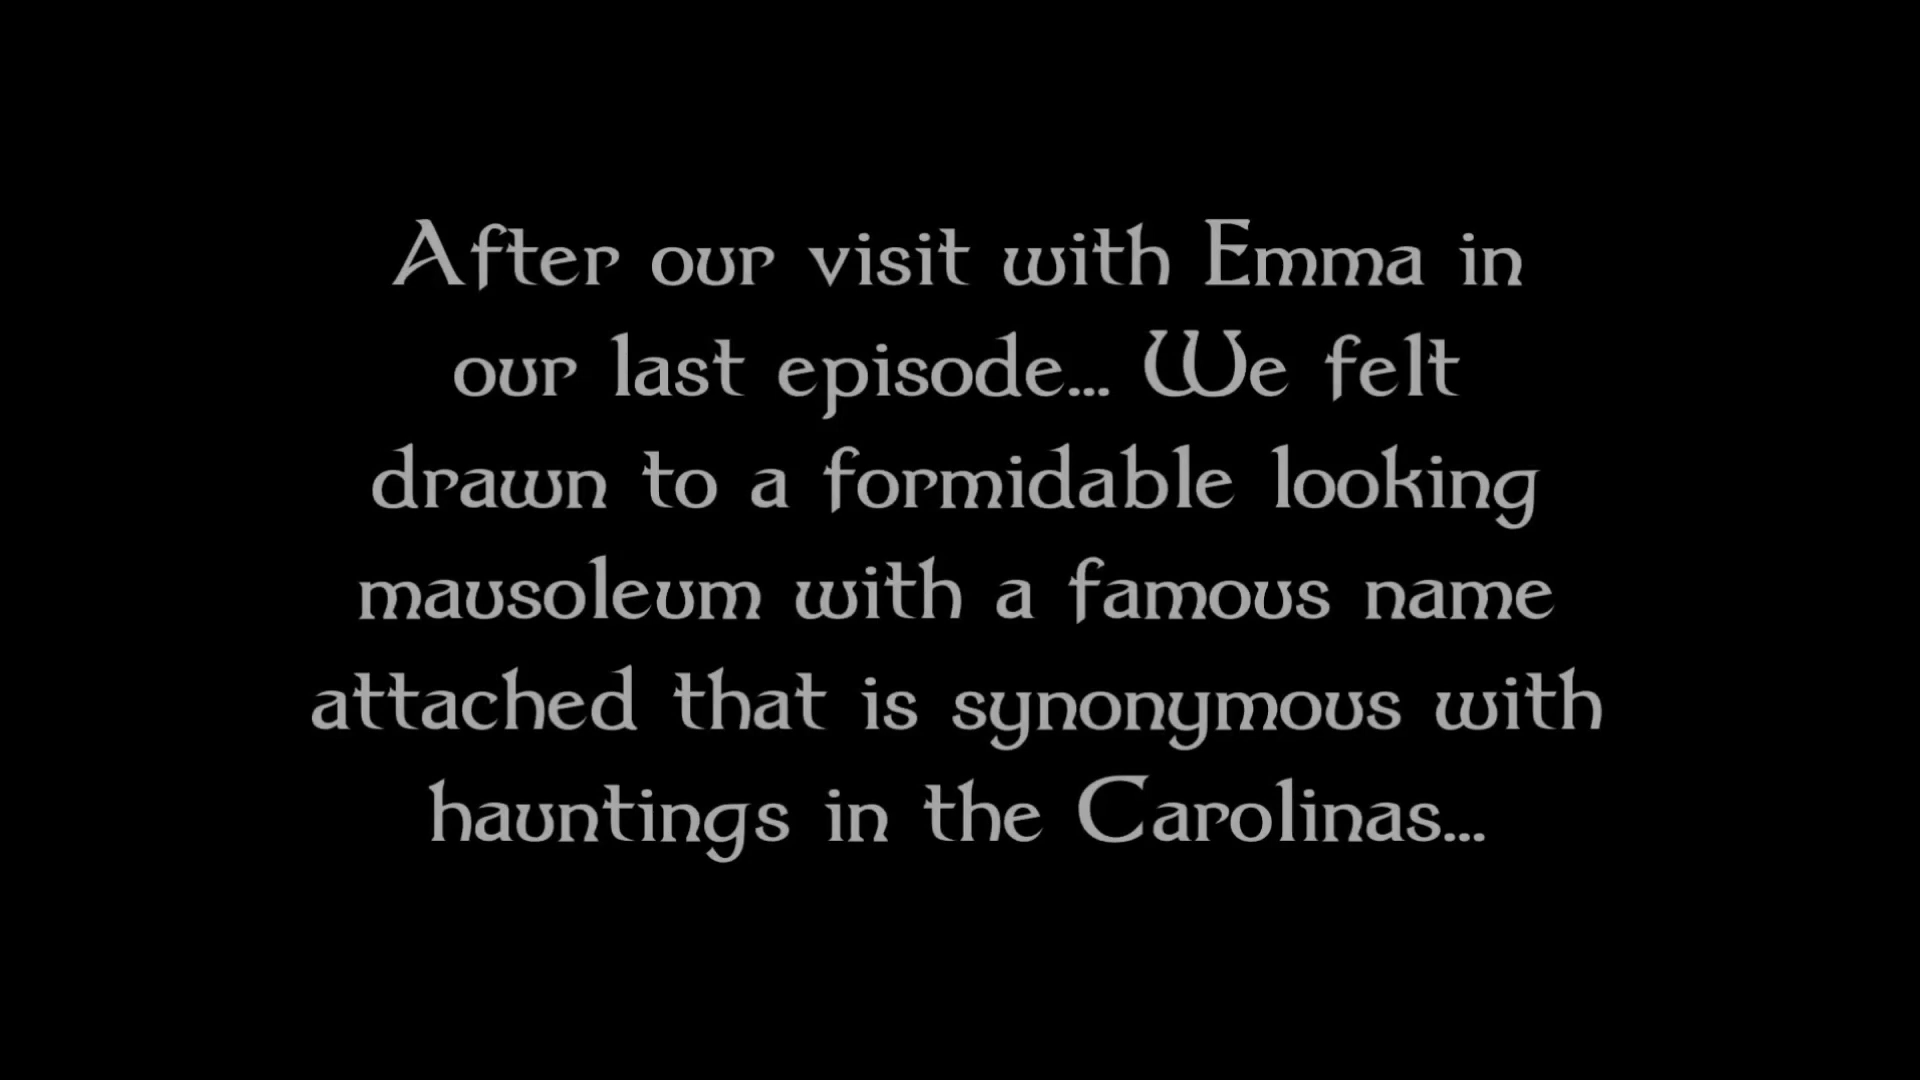 After our visit with Emma in
our last episode... We felt
drawn to a formidable looking
mausoleum with a famous name
attached that is synonymous with
hauntings in the Carolinas...